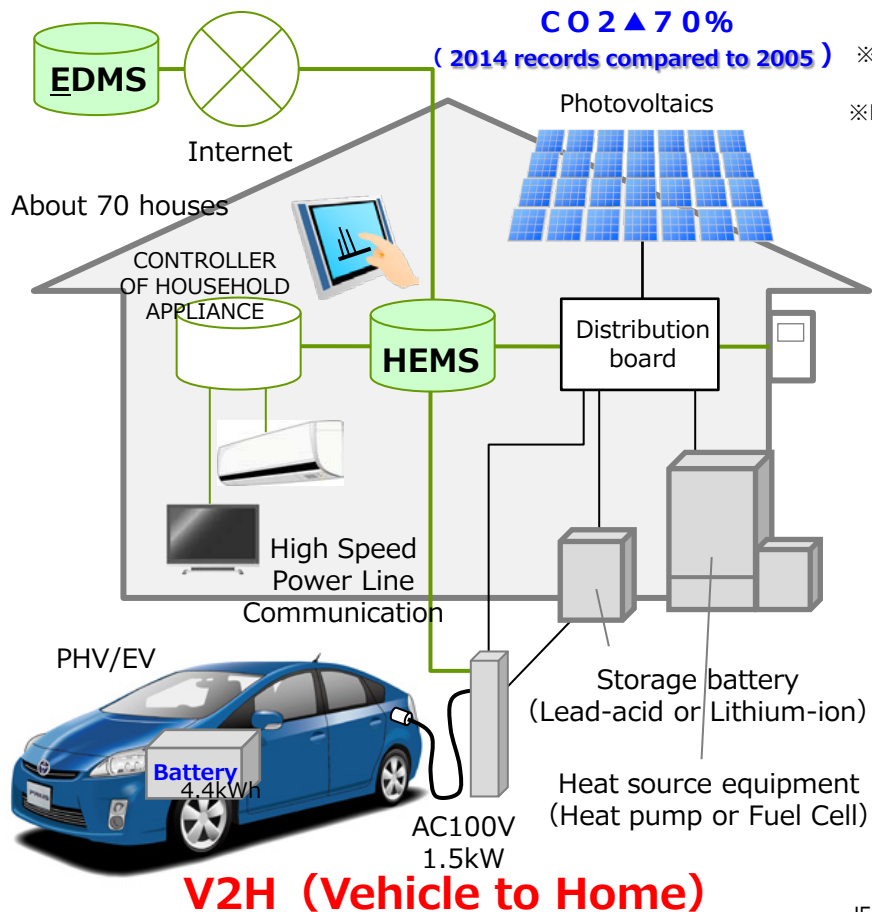 CO2▲70%
( 2014 records compared to 2005 )
※
EDMS
Photovoltaics
Internet
About 70 houses
CONTROLLER
OF HOUSEHOLD
APPLIANCE
HEMS
Distribution
board
High Speed
Power Line
Communication
PHV/EV
Storage battery
（Lead-acid or Lithium-ion）
Battery
4.4kWh
PRIUS
Heat source equipment
（Heat pump or Fuel Cell）
AC100V
1.5kW
V2H（Vehicle to Home）